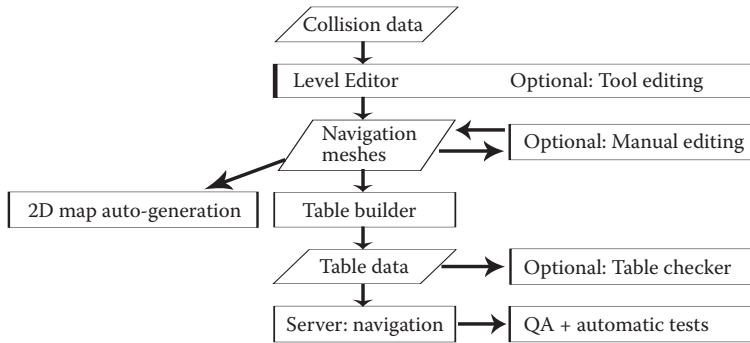 Collision data
Level Editor
Optional: Tool editing
Navigation
meshes
Optional: Manual editing
2D map auto-generation
Table builder
Table data
Optional: Table checker
Server: navigation
QA + automatic tests